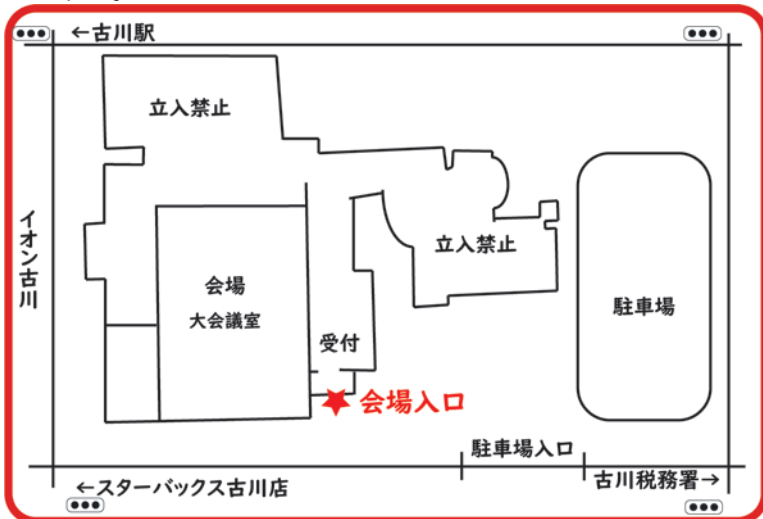 ←古川駅
立入禁止
イオン古川
立入禁止
会場
大会議室
駐車場
受付
会場入口
駐車場入口
←スターバックス古川店
古川税務署→